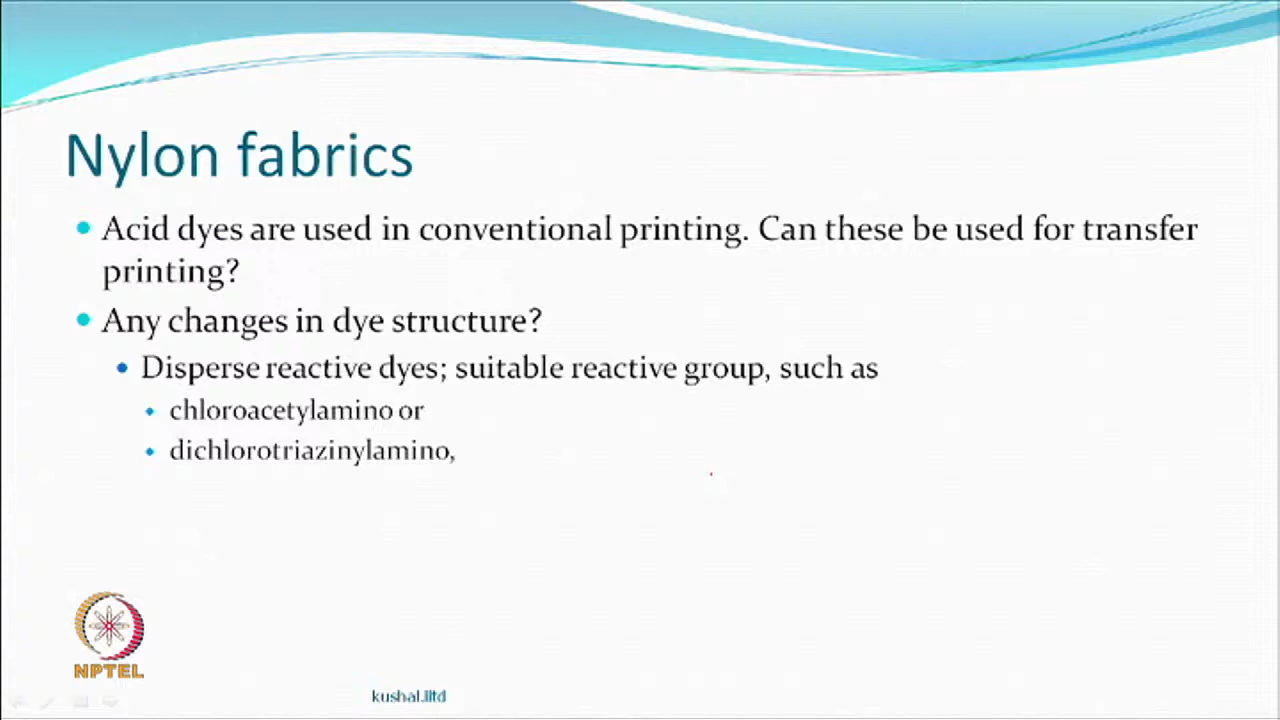 Nylon fabrics
Acid dyes are used in conventional printing. Can these be used for transfer
printing?
Any changes in dye structure?
Disperse reactive dyes; suitable reactive group, such as
chloroacetylamino or
dichlorotriazinylamino,
NPTEL
kushal.iitd